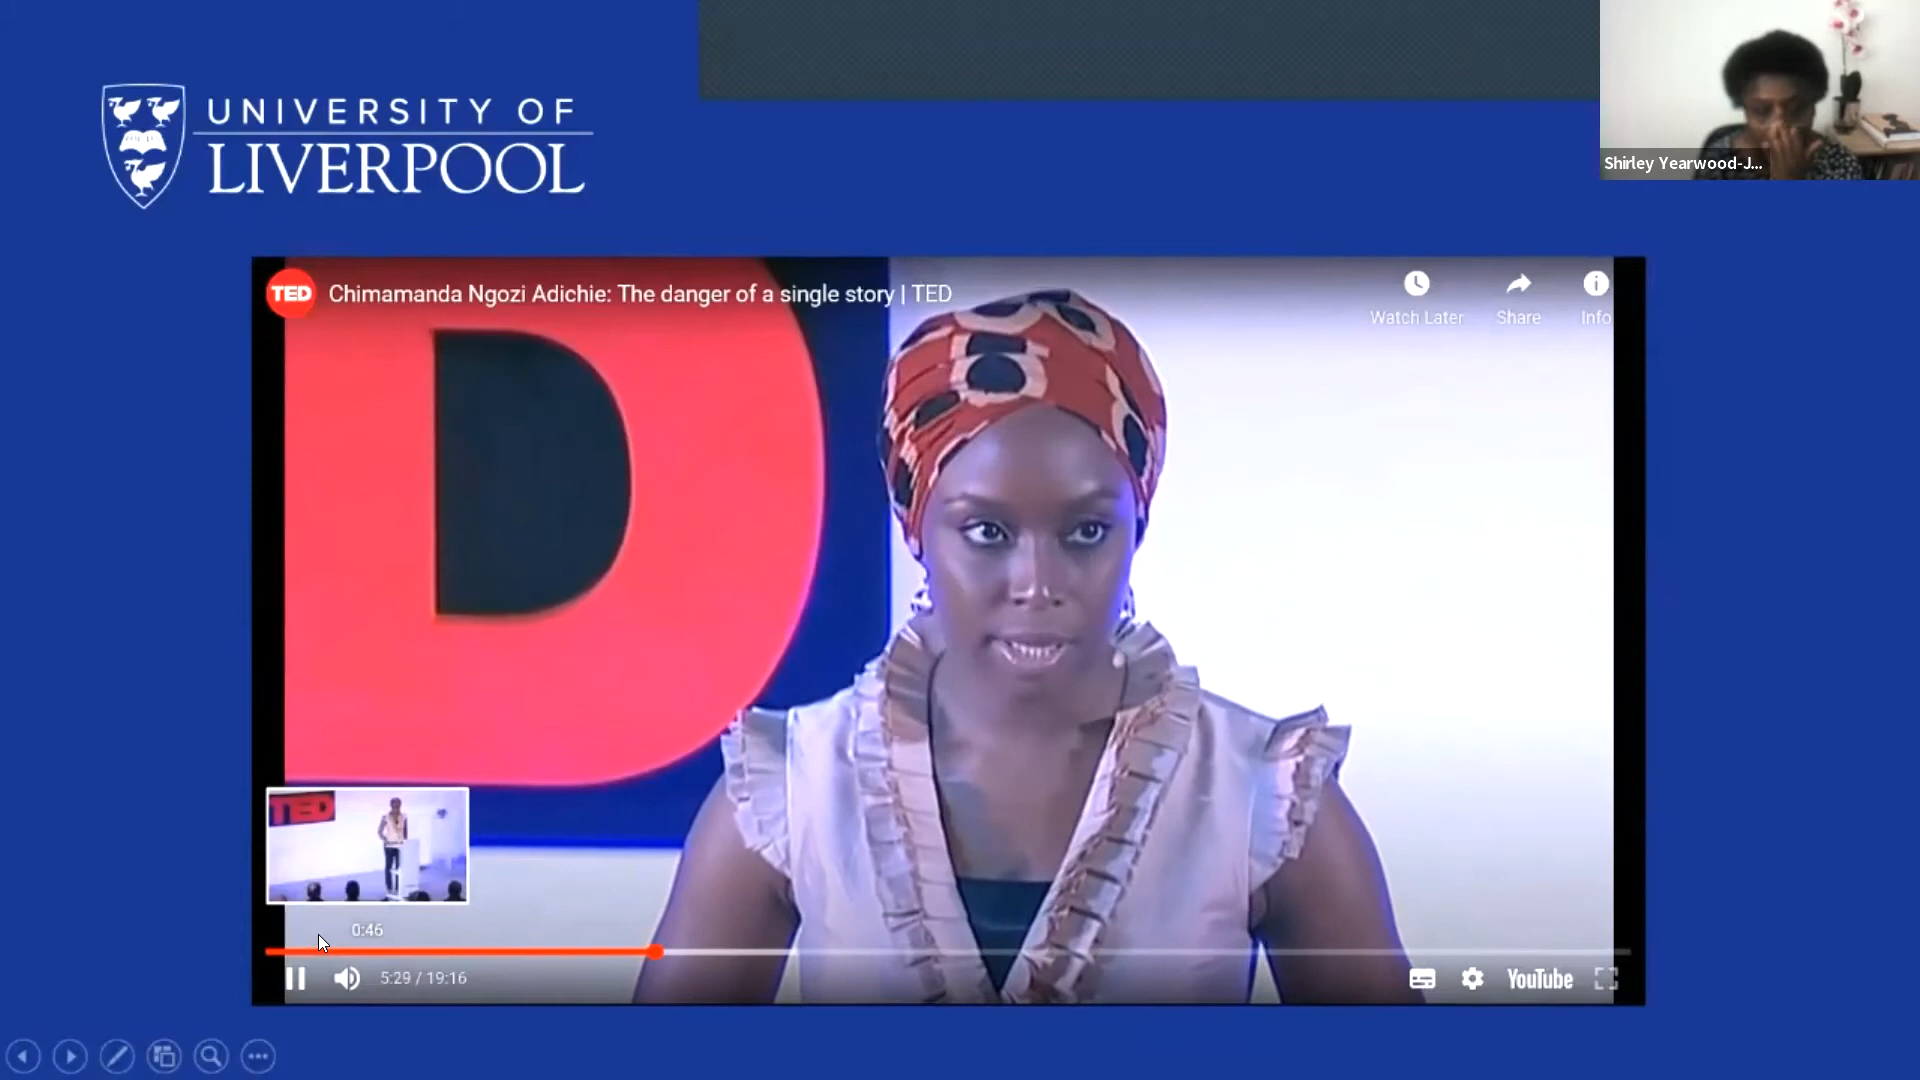 UNIVERSITY OF
LIVERPOOL
Shirley Yearwood-J...
TED
Chimamanda Ngozi Adichie: The danger of a single story | TED
Watch Later
Share
Info
TED
0:46
5:29 / 19:16
YouTube